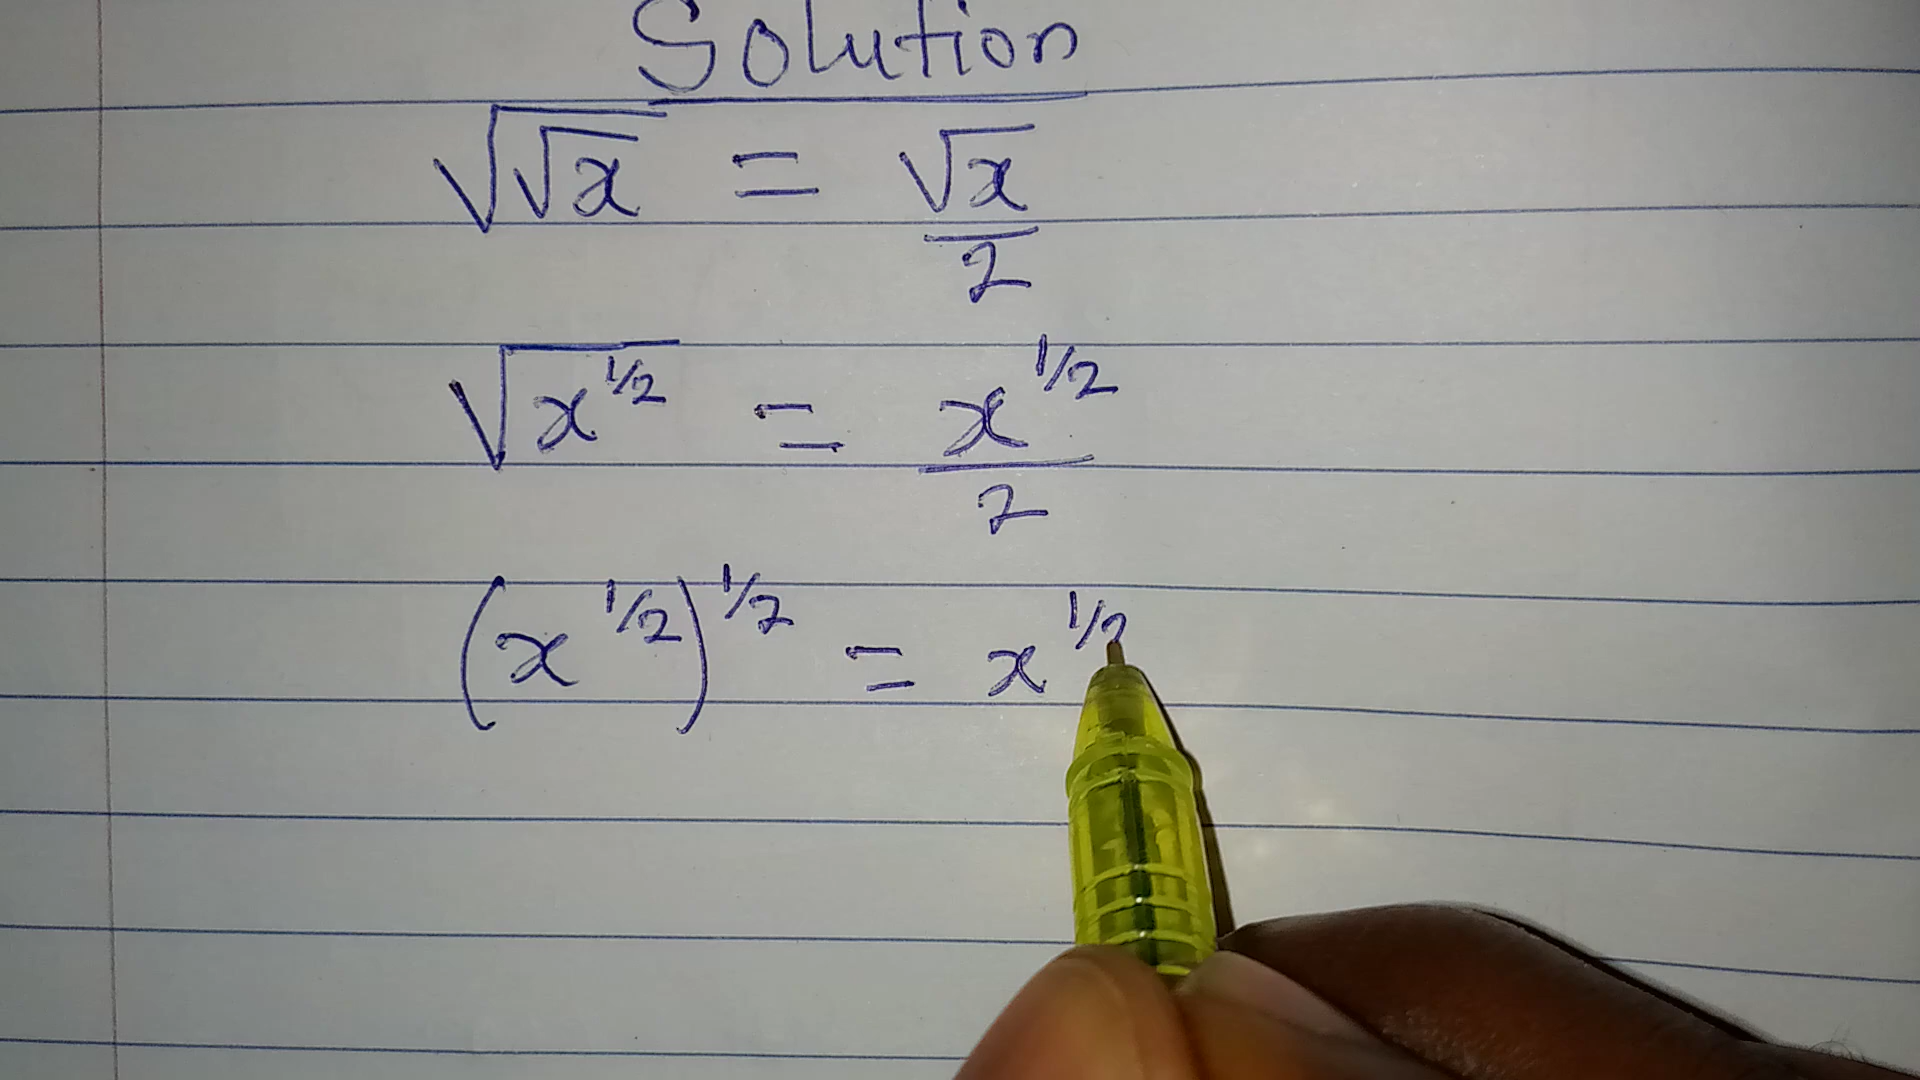 Solution
√√x = √x/2
√x^1/2 = x^1/2/2
(x^1/2)^1/2 = x^1/2